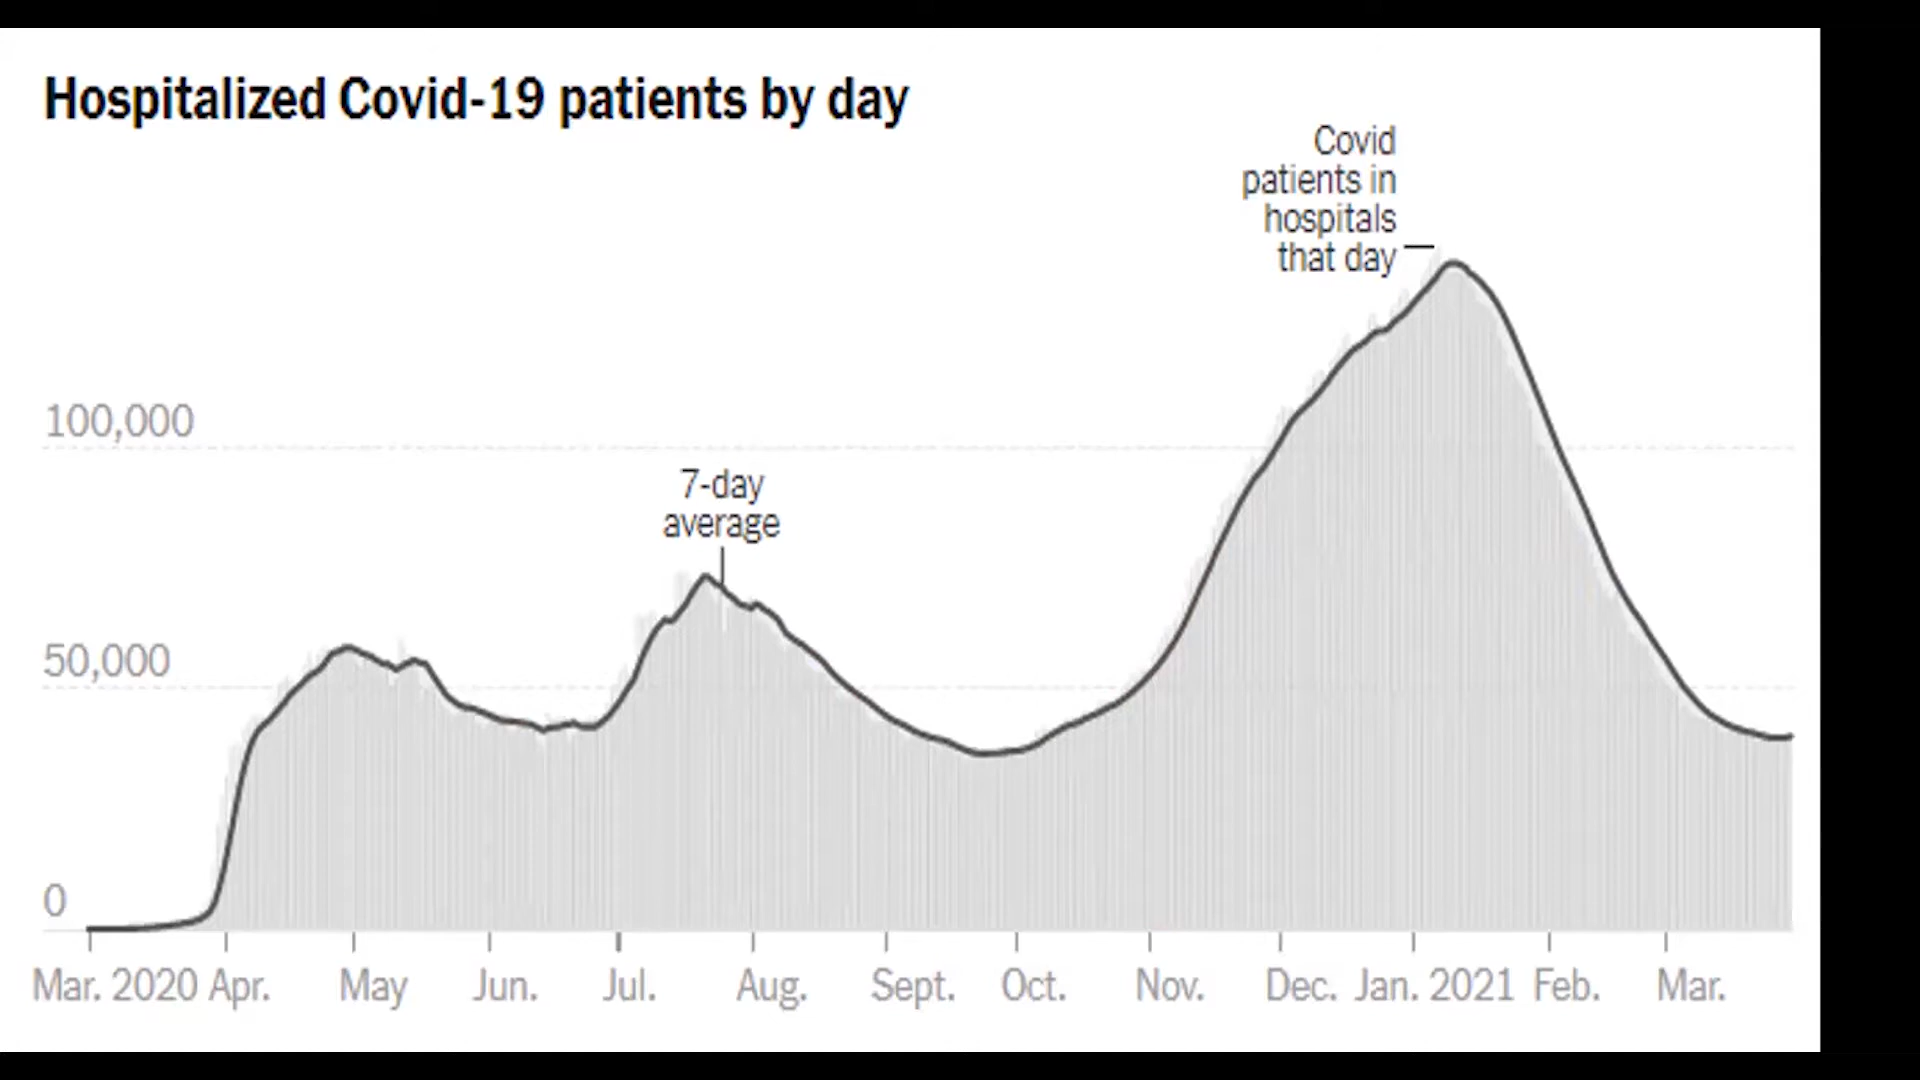 Hospitalized Covid-19 patients by day
Covid
patients in
hospitals
that day
100,000
7-day
average
50,000
0
Mar. 2020 Apr. May Jun. Jul. Aug. Sept. Oct. Nov. Dec. Jan. 2021 Feb. Mar.